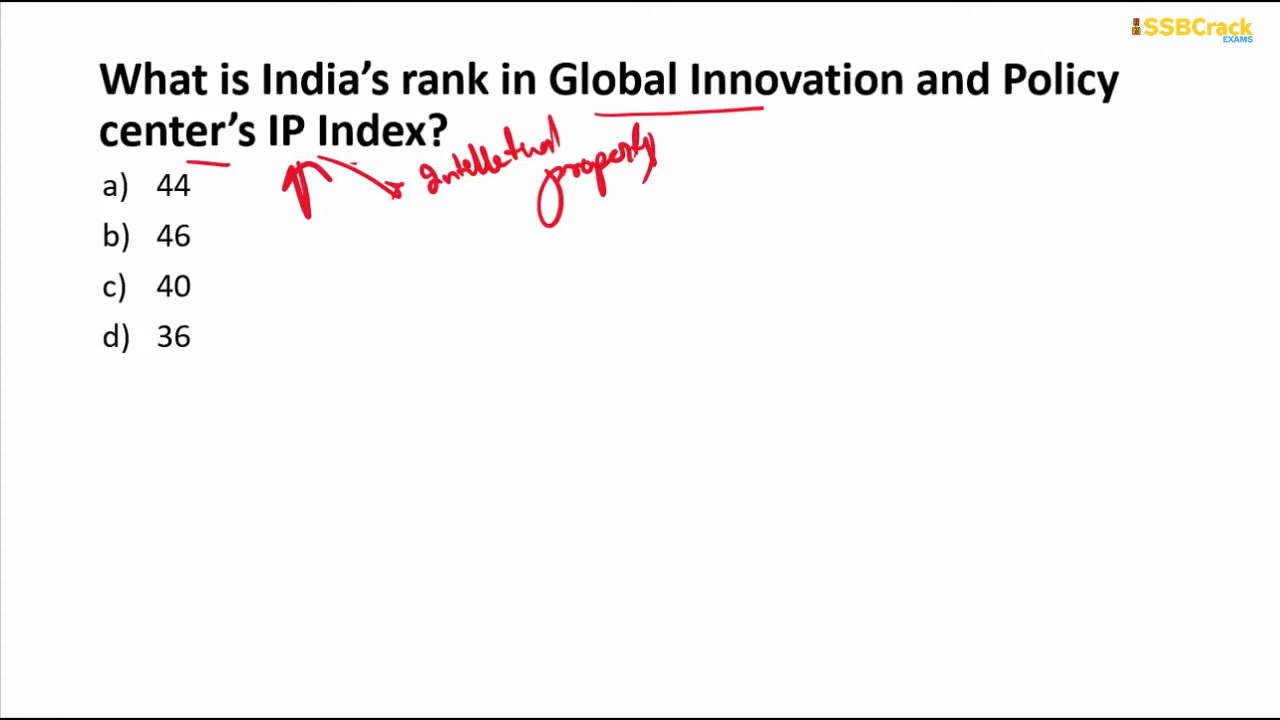 SSBCrack
EXAMS
What is India's rank in Global Innovation and Policy
center's IP Index?
Intelletual
property
a) 44
b) 46
c) 40
d) 36